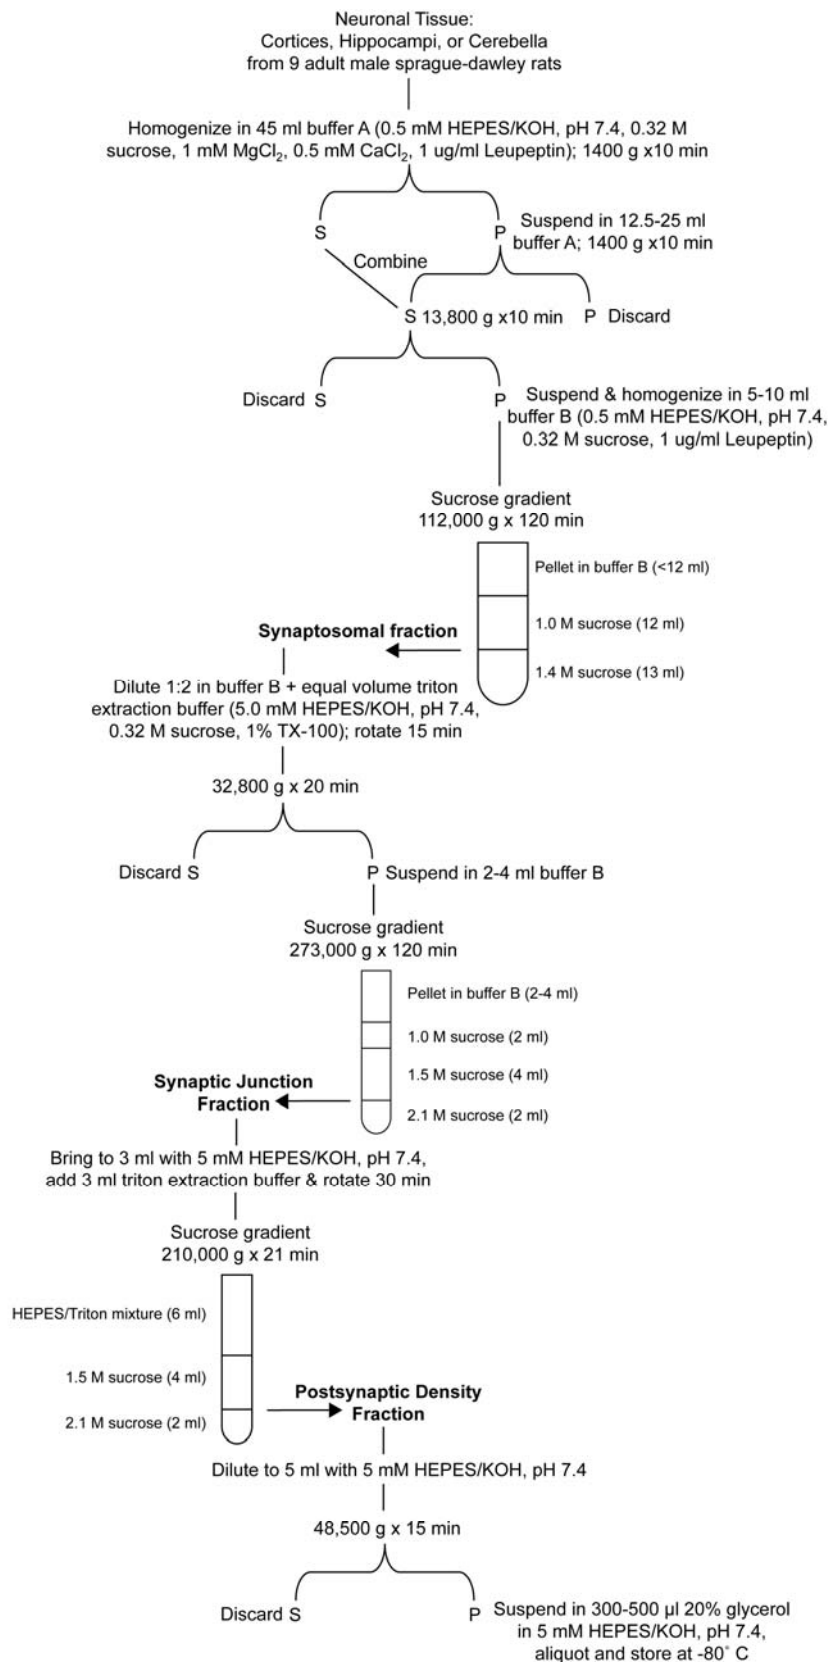 Neuronal Tissue:
Cortices, Hippocampi, or Cerebella
from 9 adult male sprague-dawley rats
Homogenize in 45 ml buffer A (0.5 mM HEPES/KOH, pH 7.4, 0.32 M
sucrose, 1 mM MgCl₂, 0.5 mM CaCl₂, 1 ug/ml Leupeptin); 1400 g x10 min
S
P
Suspend in 12.5-25 ml
buffer A; 1400 g x10 min
Combine
S 13,800 g x10 min
P Discard
Discard S
P
Suspend & homogenize in 5-10 ml
buffer B (0.5 mM HEPES/KOH, pH 7.4,
0.32 M sucrose, 1 ug/ml Leupeptin)
Sucrose gradient
112,000 g x 120 min
Pellet in buffer B (<12 ml)
1.0 M sucrose (12 ml)
1.4 M sucrose (13 ml)
Synaptosomal fraction
Dilute 1:2 in buffer B + equal volume triton
extraction buffer (5.0 mM HEPES/KOH, pH 7.4,
0.32 M sucrose, 1% TX-100); rotate 15 min
32,800 g x 20 min
Discard S
P Suspend in 2-4 ml buffer B
Sucrose gradient
273,000 g x 120 min
Pellet in buffer B (2-4 ml)
1.0 M sucrose (2 ml)
1.5 M sucrose (4 ml)
2.1 M sucrose (2 ml)
Synaptic Junction
Fraction
Bring to 3 ml with 5 mM HEPES/KOH, pH 7.4,
add 3 ml triton extraction buffer & rotate 30 min
Sucrose gradient
210,000 g x 21 min
HEPES/Triton mixture (6 ml)
1.5 M sucrose (4 ml)
2.1 M sucrose (2 ml)
Postsynaptic Density
Fraction
Dilute to 5 ml with 5 mM HEPES/KOH, pH 7.4
48,500 g x 15 min
Discard S
P
Suspend in 300-500 µl 20% glycerol
in 5 mM HEPES/KOH, pH 7.4,
aliquot and store at -80˚ C